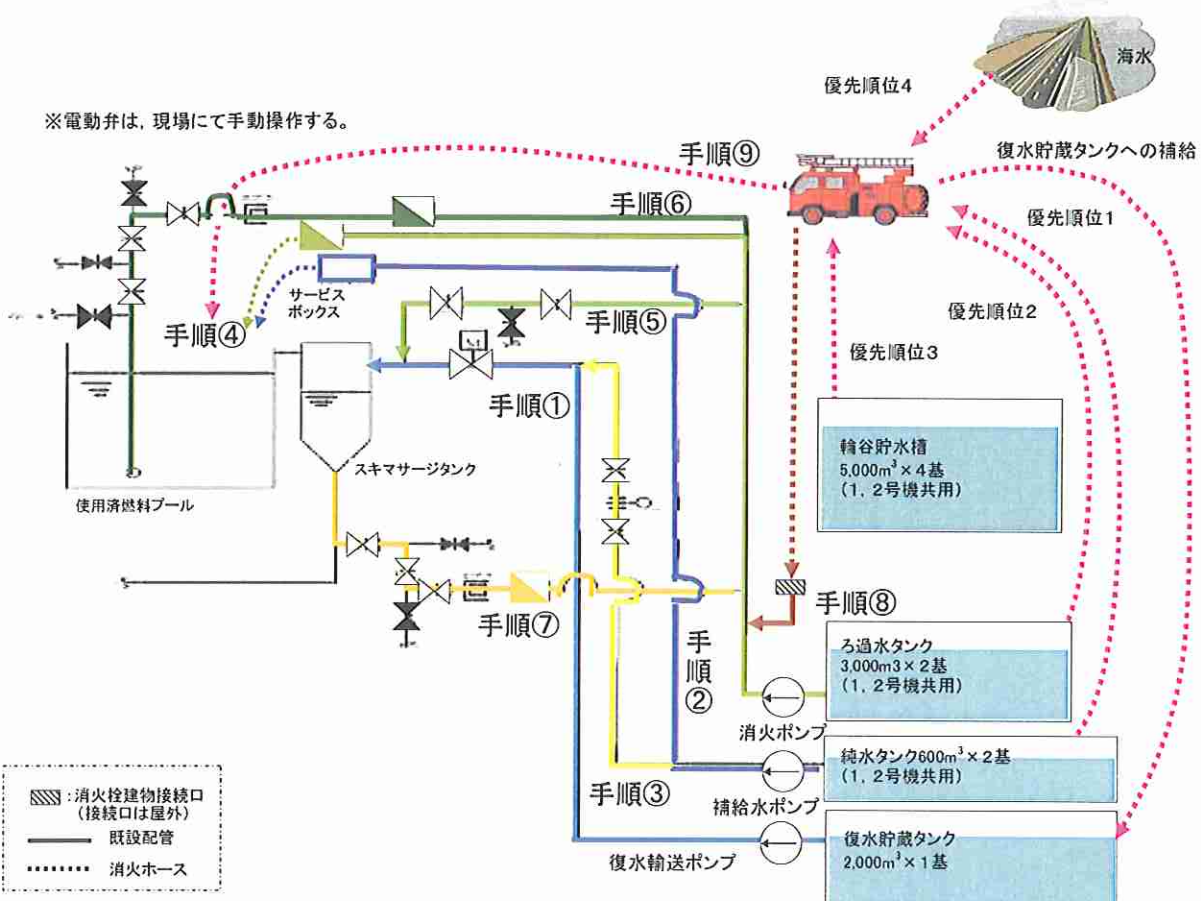 海水
優先順位4
※電動弁は，現場にて手動操作する。
手順⑨
復水貯蔵タンクへの補給
手順⑥
優先順位1
サービス
ボックス
手順④
手順⑤
優先順位2
優先順位3
手順①
輪谷貯水槽
5,000m³×4基
(1，2号機共用)
スキマサージタンク
使用済燃料プール
手順⑧
手順⑦
手順②
ろ過水タンク
3,000m3×2基
(1，2号機共用)
消火ポンプ
純水タンク600m³×2基
(1，2号機共用)
手順③
補給水ポンプ
復水貯蔵タンク
2,000m³×1基
復水輸送ポンプ
:消火栓建物接続口
(接続口は屋外)
既設配管
消火ホース